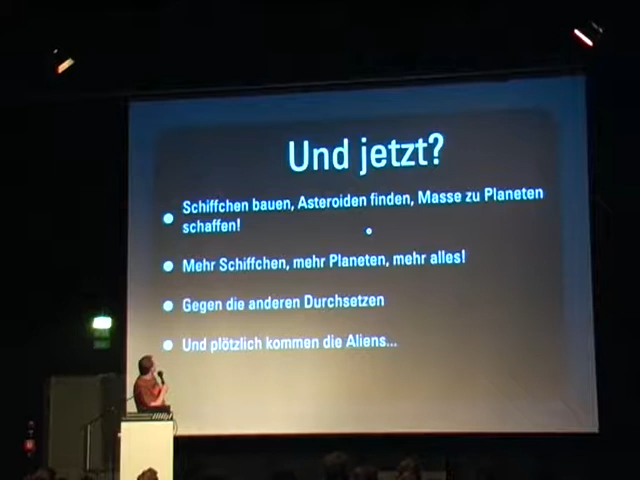 Und jetzt?
Schiffchen bauen, Asteroiden finden, Masse zu Planeten
schaffen!
Mehr Schiffchen, mehr Planeten, mehr alles!
Gegen die anderen Durchsetzen
Und plötzlich kommen die Aliens...